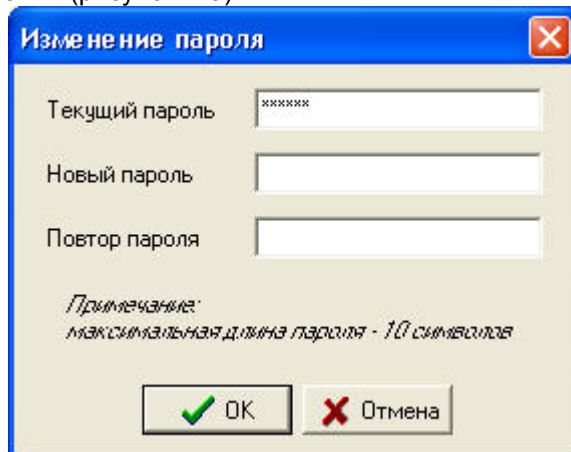 Изменение пароля
Текущий пароль ******
Новый пароль
Повтор пароля
Примечание:
максимальная длина пароля - 10 символов
OK Отмена